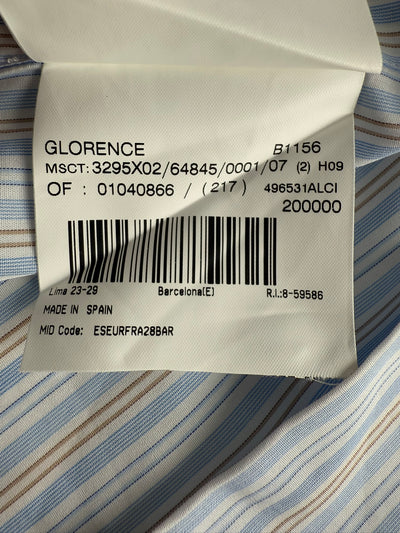 GLORENCE B1156
MSCT: 3295X02/64845/0001/07 (2) H09
OF : 01040866 / (217) 496531ALCI
200000
Lima 23-29 Barcelona(E) R.I.:8-59586
MADE IN SPAIN
MID Code: ESEURFRA28BAR